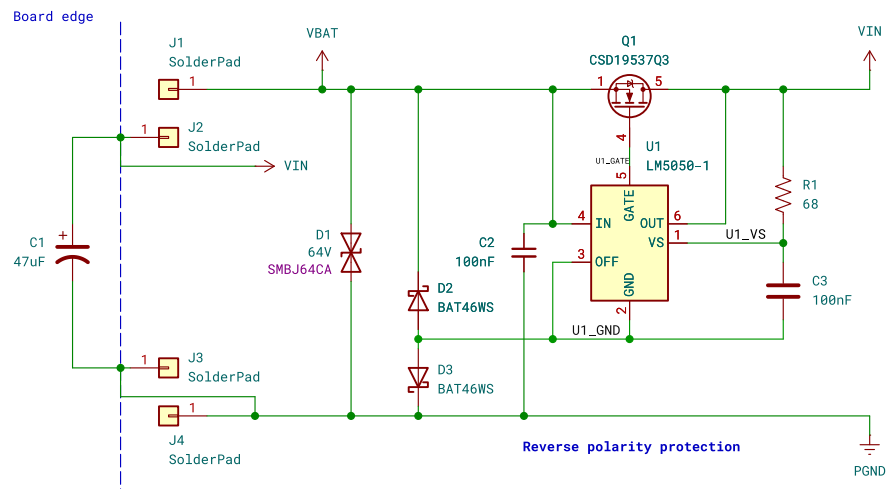 Board edge
J1
SolderPad
1
VBAT
Q1
CSD19537Q3
1
5
4
VIN
1
J2
SolderPad
VIN
U1_GATE
U1
LM5050-1
5
GATE
4
IN
OUT
6
VS
1
U1_VS
3
OFF
GND
2
U1_GND
R1
68
C1
47uF
+
D1
64V
SMBJ64CA
C2
100nF
C3
100nF
D2
BAT46WS
D3
BAT46WS
1
J3
SolderPad
1
J4
SolderPad
Reverse polarity protection
PGND